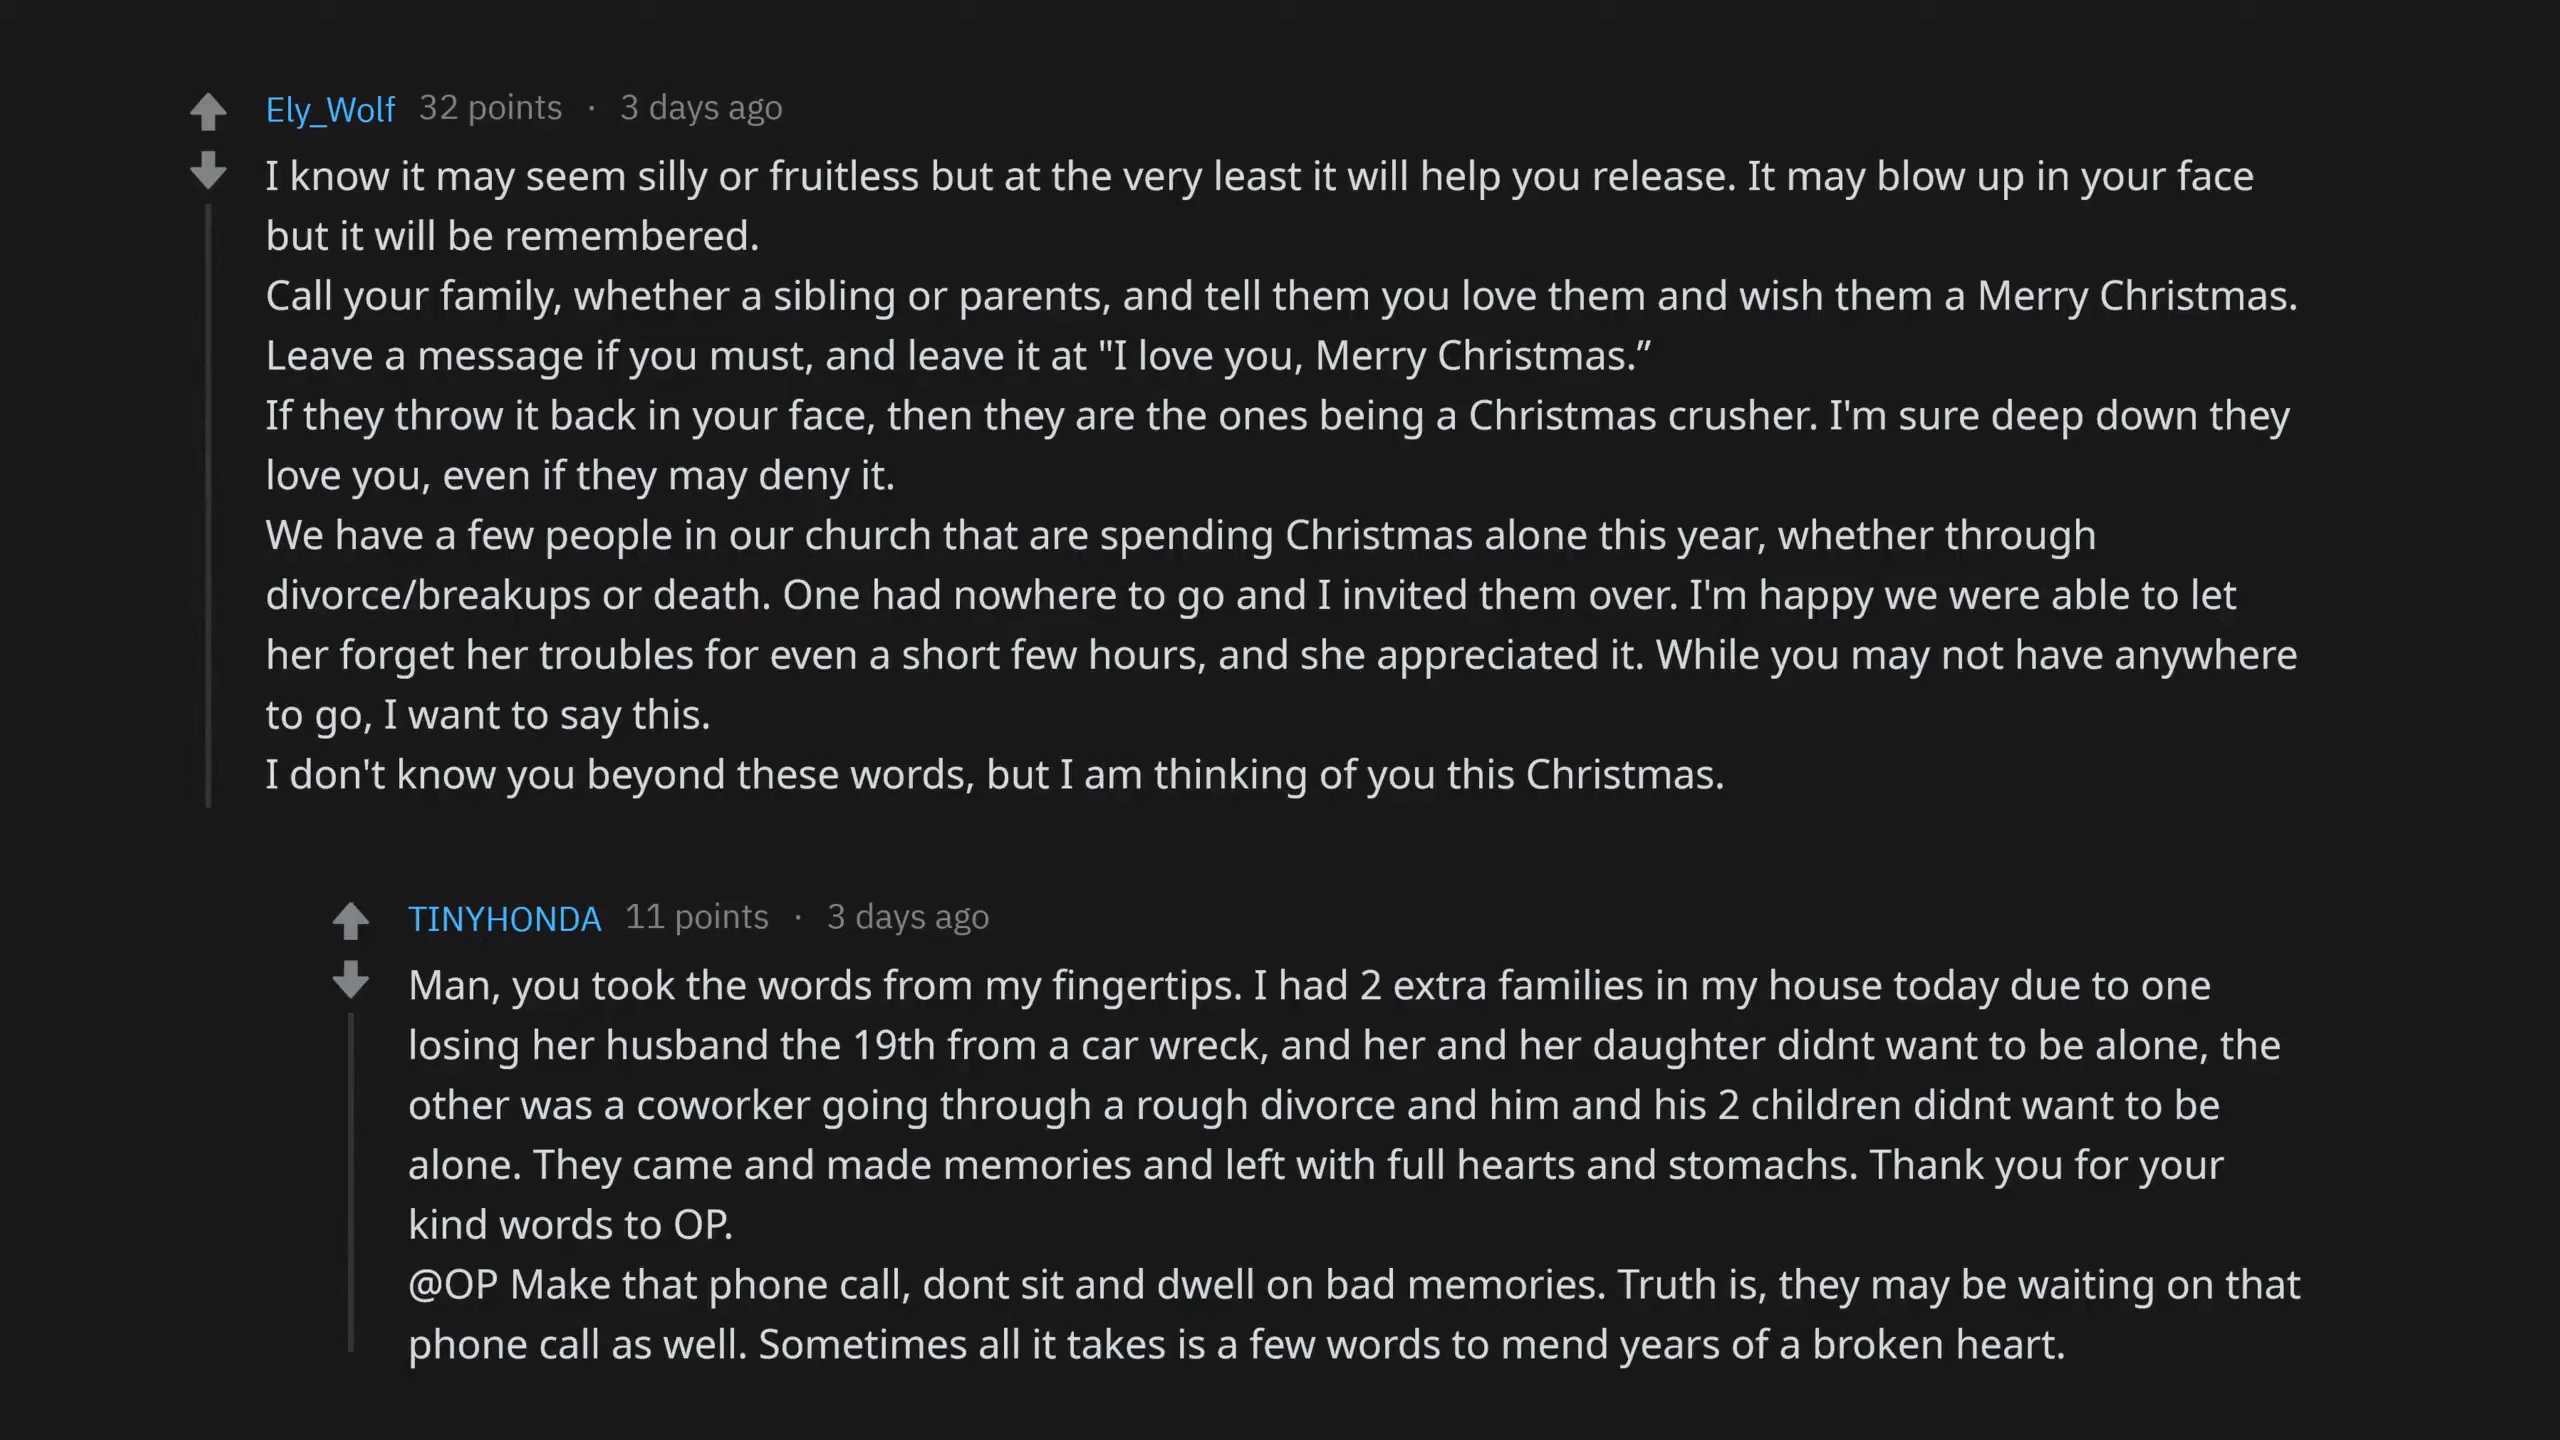 Ely_Wolf 32 points · 3 days ago
I know it may seem silly or fruitless but at the very least it will help you release. It may blow up in your face
but it will be remembered.
Call your family, whether a sibling or parents, and tell them you love them and wish them a Merry Christmas.
Leave a message if you must, and leave it at "I love you, Merry Christmas.”
If they throw it back in your face, then they are the ones being a Christmas crusher. I'm sure deep down they
love you, even if they may deny it.
We have a few people in our church that are spending Christmas alone this year, whether through
divorce/breakups or death. One had nowhere to go and I invited them over. I'm happy we were able to let
her forget her troubles for even a short few hours, and she appreciated it. While you may not have anywhere
to go, I want to say this.
I don't know you beyond these words, but I am thinking of you this Christmas.
TINYHONDA 11 points · 3 days ago
Man, you took the words from my fingertips. I had 2 extra families in my house today due to one
losing her husband the 19th from a car wreck, and her and her daughter didnt want to be alone, the
other was a coworker going through a rough divorce and him and his 2 children didnt want to be
alone. They came and made memories and left with full hearts and stomachs. Thank you for your
kind words to OP.
@OP Make that phone call, dont sit and dwell on bad memories. Truth is, they may be waiting on that
phone call as well. Sometimes all it takes is a few words to mend years of a broken heart.